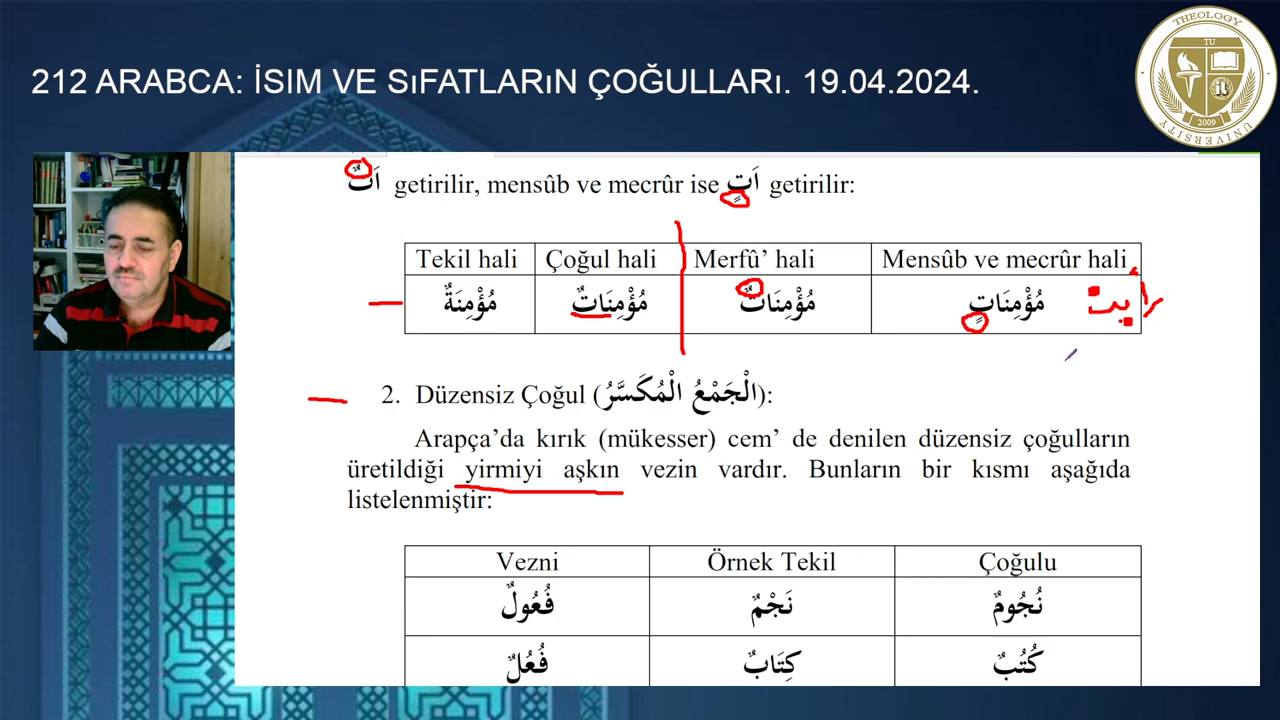 THEOLOGY
TU
2009
UNIVERSITY
212 ARABCA: İSIM VE SıFATLARıN ÇOĞULLARı. 19.04.2024.
اَتٌ getirilir, mensûb ve mecrûr ise اَتٍ getirilir:
Tekil hali Çoğul hali Merfû’ hali Mensûb ve mecrûr hali
مُؤْمِنَةٌ مُؤْمِنَاتٌ مُؤْمِنَاتٌ مُؤْمِنَاتٍ
2. Düzensiz Çoğul (الْجَمْعُ الْمُكَسَّرُ):
Arapça’da kırık (mükesser) cem’ de denilen düzensiz çoğulların
üretildiği yirmiyi aşkın vezin vardır. Bunların bir kısmı aşağıda
listelenmiştir:
Vezni Örnek Tekil Çoğulu
فُعُولٌ نَجْمٌ نُجُومٌ
فُعُلٌ كِتَابٌ كُتُبٌ